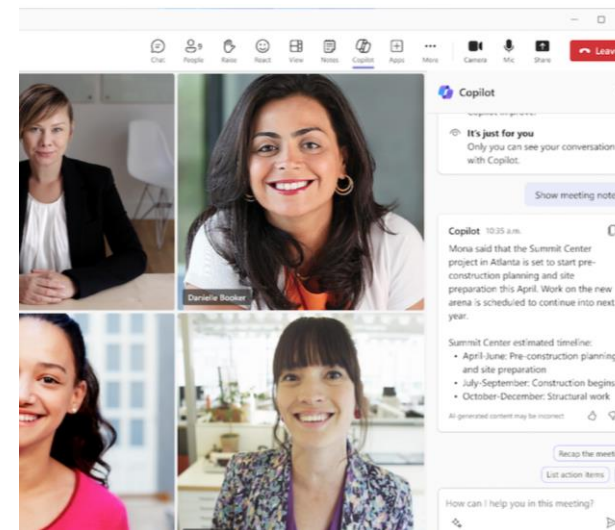 Chat
People
9
Raise
React
View
Notes
Copilot
Apps
More
Camera
Mic
Share
Leave
Copilot
It's just for you
Only you can see your conversation
with Copilot.
Show meeting note
Copilot 10:35 a.m.
Mona said that the Summit Center
project in Atlanta is set to start pre-
construction planning and site
preparation this April. Work on the new
arena is scheduled to continue into next
year.
Summit Center estimated timeline:
• April-June: Pre-construction planning
and site preparation
• July-September: Construction begins
• October-December: Structural work
AI-generated content may be incorrect
Recap the meeti
List action items
How can I help you in this meeting?
Danielle Booker